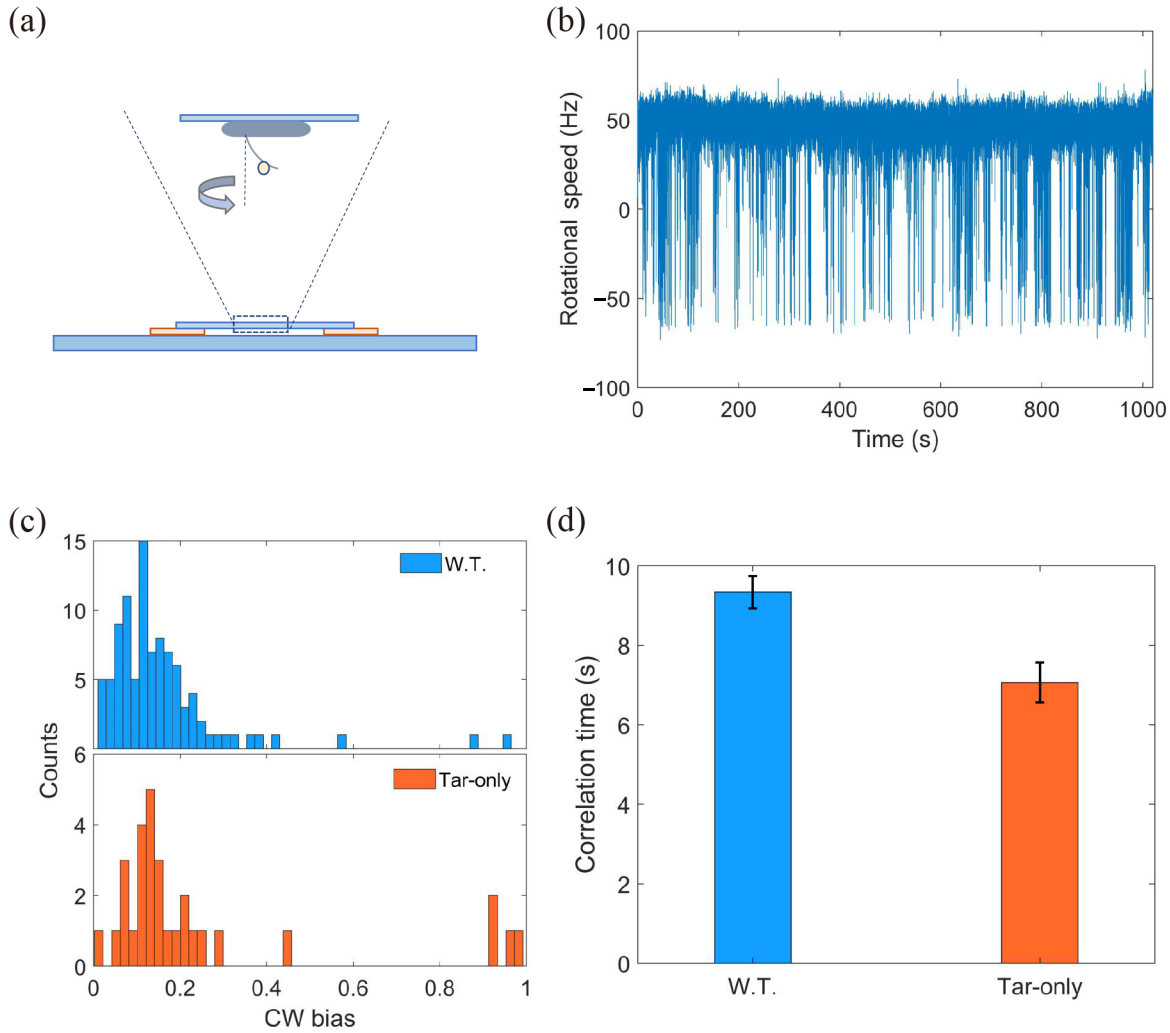 (a)
(b)
100
50
0
−50
−100
Rotational speed (Hz)
0 200 400 600 800 1000
Time (s)
(c)
15
10
5
W.T.
6
4
2
0
Tar-only
Counts
0 0.2 0.4 0.6 0.8 1
CW bias
(d)
10
8
6
4
2
0
Correlation time (s)
W.T. Tar-only